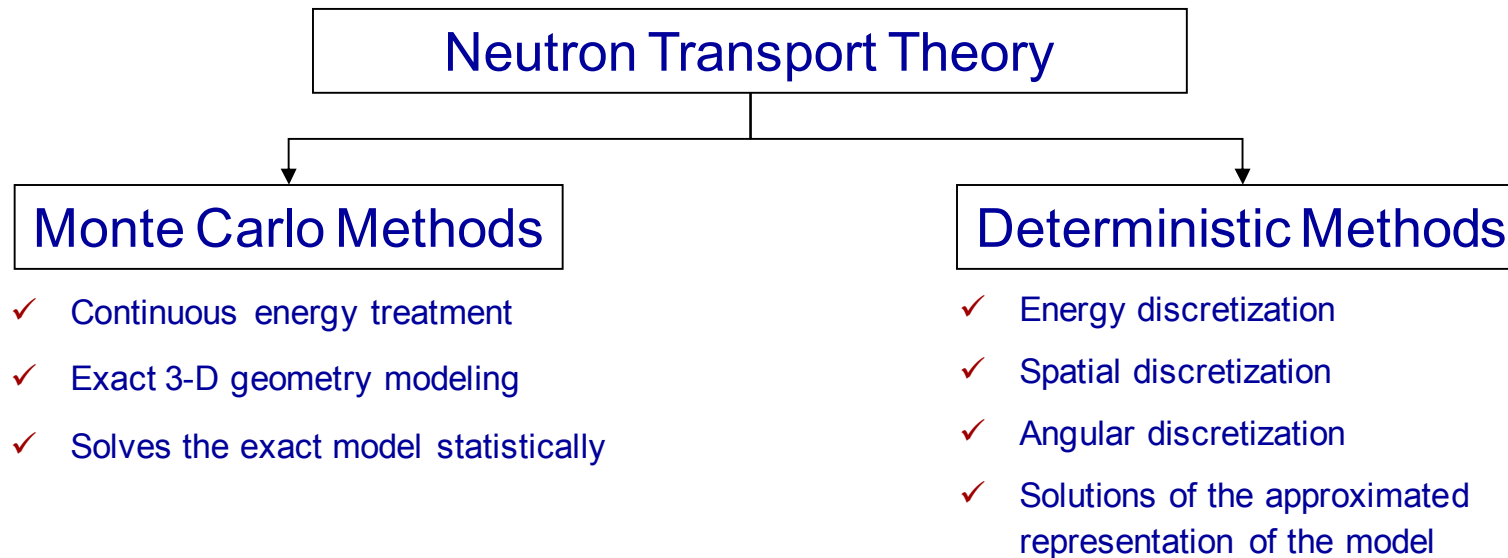 Neutron Transport Theory
Monte Carlo Methods
✓ Continuous energy treatment
✓ Exact 3-D geometry modeling
✓ Solves the exact model statistically
Deterministic Methods
✓ Energy discretization
✓ Spatial discretization
✓ Angular discretization
✓ Solutions of the approximated
representation of the model